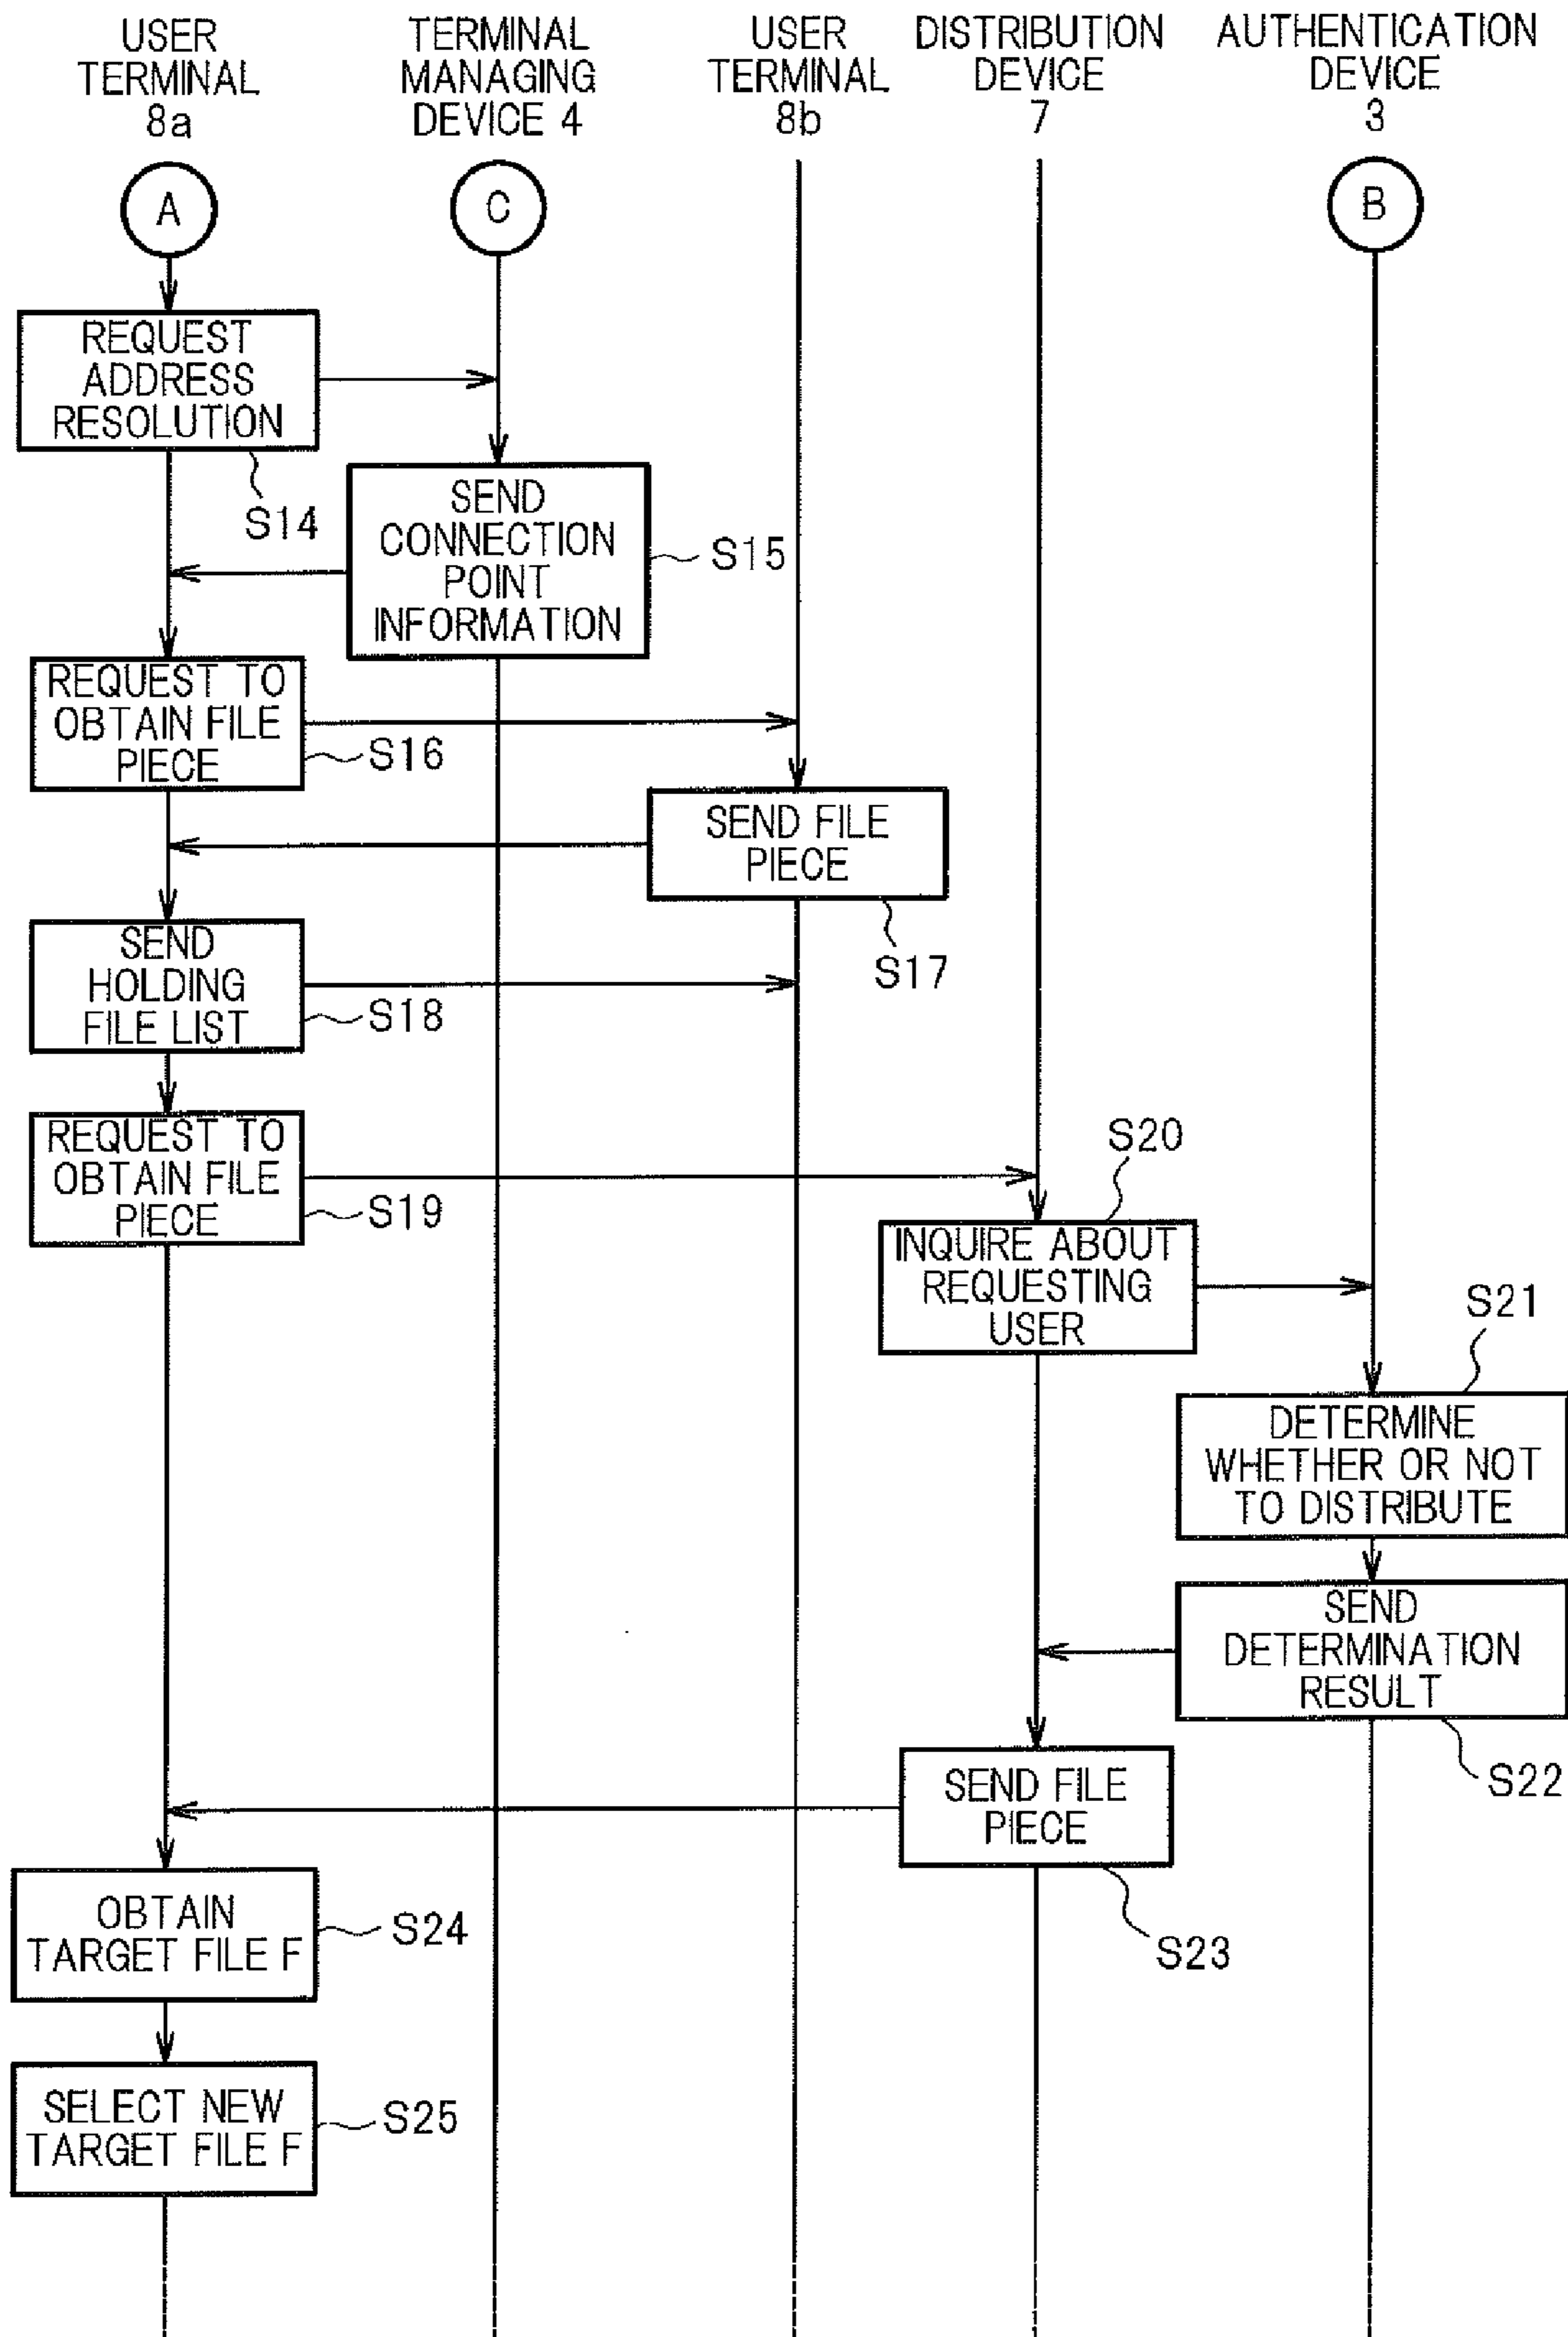 USER
TERMINAL
8a
TERMINAL
MANAGING
DEVICE 4
USER
TERMINAL
8b
DISTRIBUTION
DEVICE
7
AUTHENTICATION
DEVICE
3
A
C
B
REQUEST
ADDRESS
RESOLUTION
S14
SEND
CONNECTION
POINT
INFORMATION
S15
REQUEST TO
OBTAIN FILE
PIECE
S16
SEND FILE
PIECE
S17
SEND
HOLDING
FILE LIST
S18
REQUEST TO
OBTAIN FILE
PIECE
S19
S20
INQUIRE ABOUT
REQUESTING
USER
S21
DETERMINE
WHETHER OR NOT
TO DISTRIBUTE
SEND
DETERMINATION
RESULT
S22
SEND FILE
PIECE
S23
OBTAIN
TARGET FILE F
S24
SELECT NEW
TARGET FILE F
S25